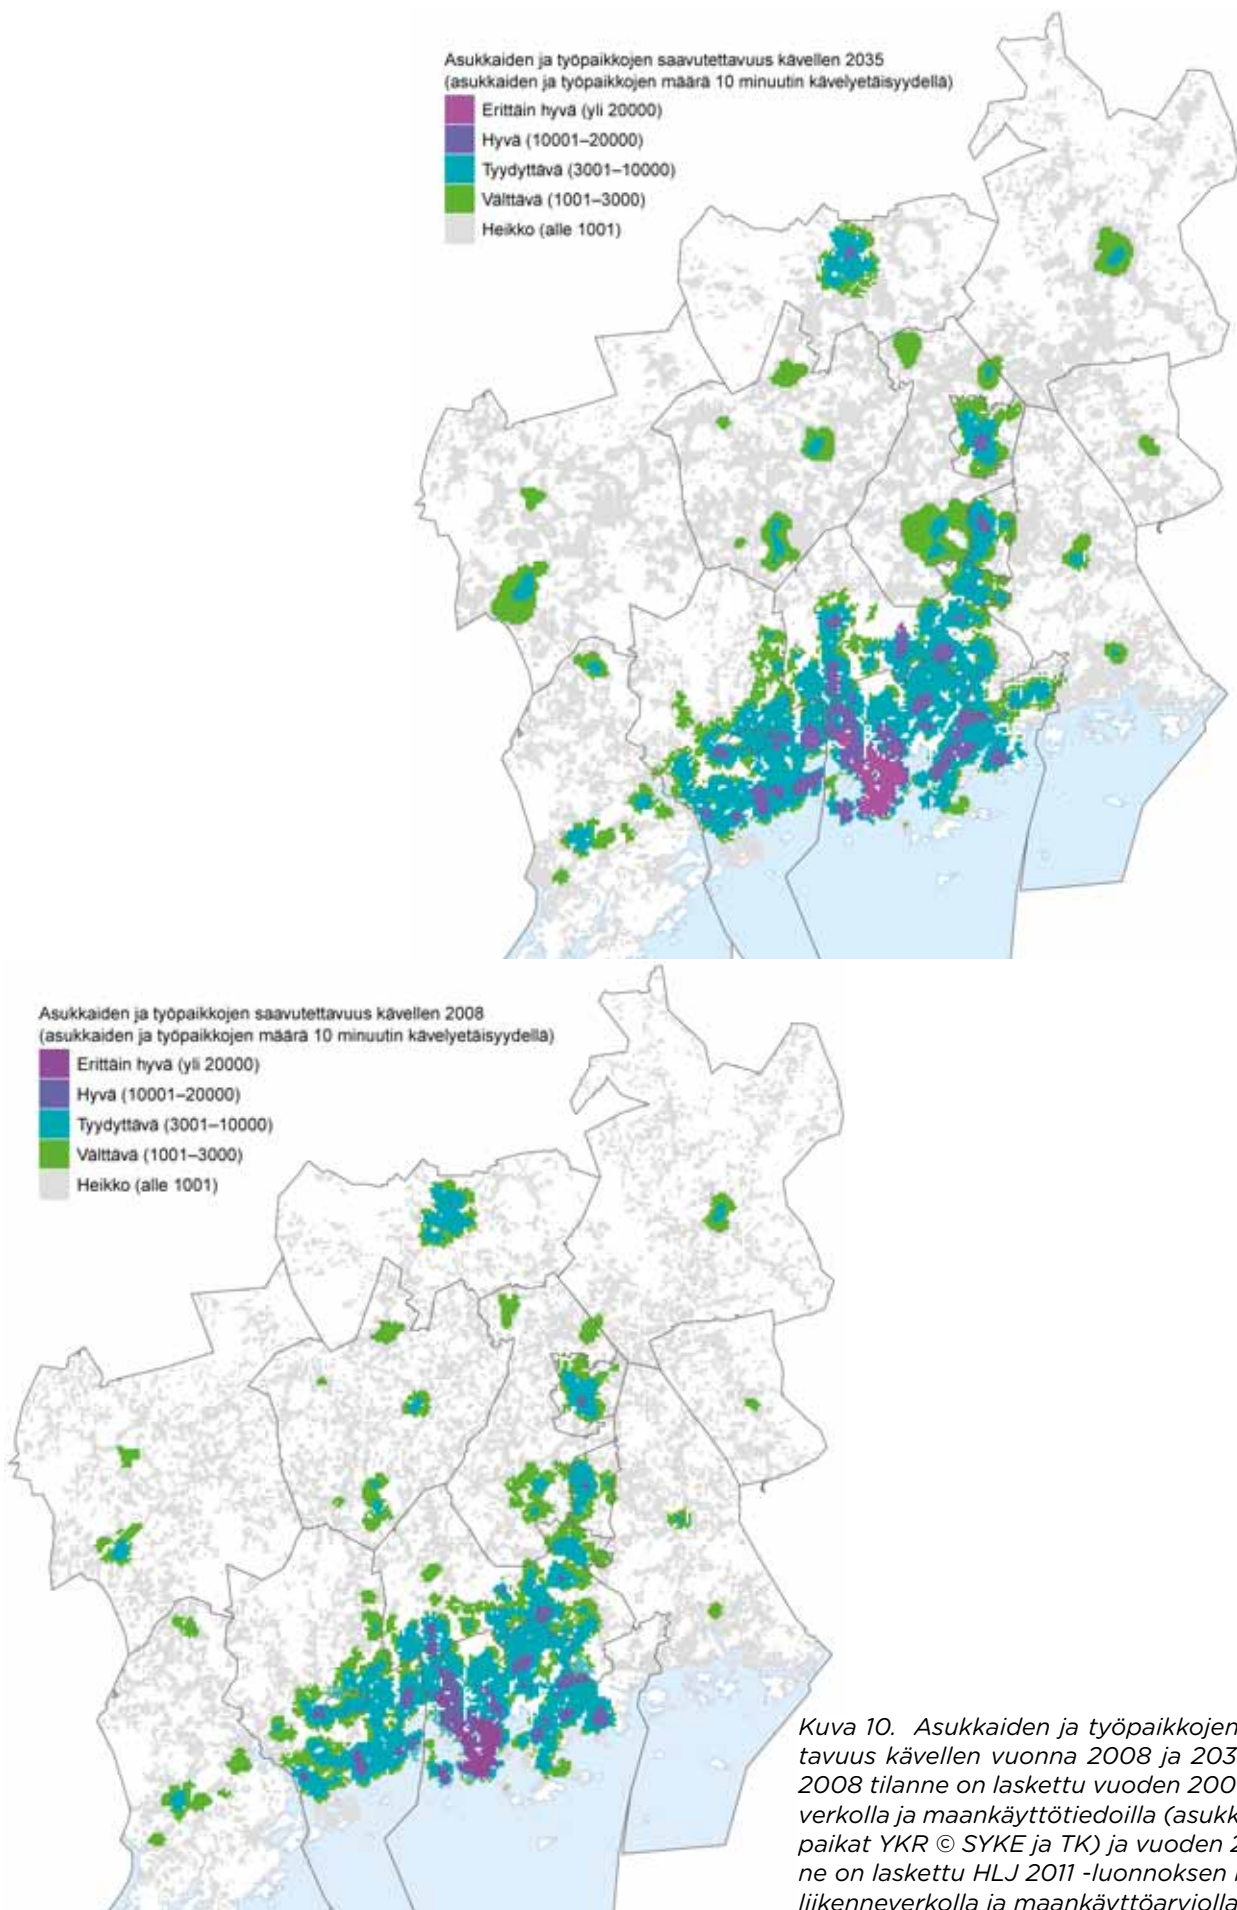 Asukkaiden ja työpaikkojen saavutettavuus kävellen 2035
(asukkaiden ja työpaikkojen määrä 10 minuutin kävelyetäisyydellä)
Erittäin hyvä (yli 20000)
Hyvä (10001–20000)
Tyydyttävä (3001–10000)
Välttävä (1001–3000)
Heikko (alle 1001)
Asukkaiden ja työpaikkojen saavutettavuus kävellen 2008
(asukkaiden ja työpaikkojen määrä 10 minuutin kävelyetäisyydellä)
Erittäin hyvä (yli 20000)
Hyvä (10001–20000)
Tyydyttävä (3001–10000)
Välttävä (1001–3000)
Heikko (alle 1001)
Kuva 10. Asukkaiden ja työpaikkojen
tavuus kävellen vuonna 2008 ja 203
2008 tilanne on laskettu vuoden 200
verkolla ja maankäyttötiedoilla (asukk
paikat YKR © SYKE ja TK) ja vuoden 2
ne on laskettu HLJ 2011 -luonnoksen
liikenneverkolla ja maankäyttöarviolla